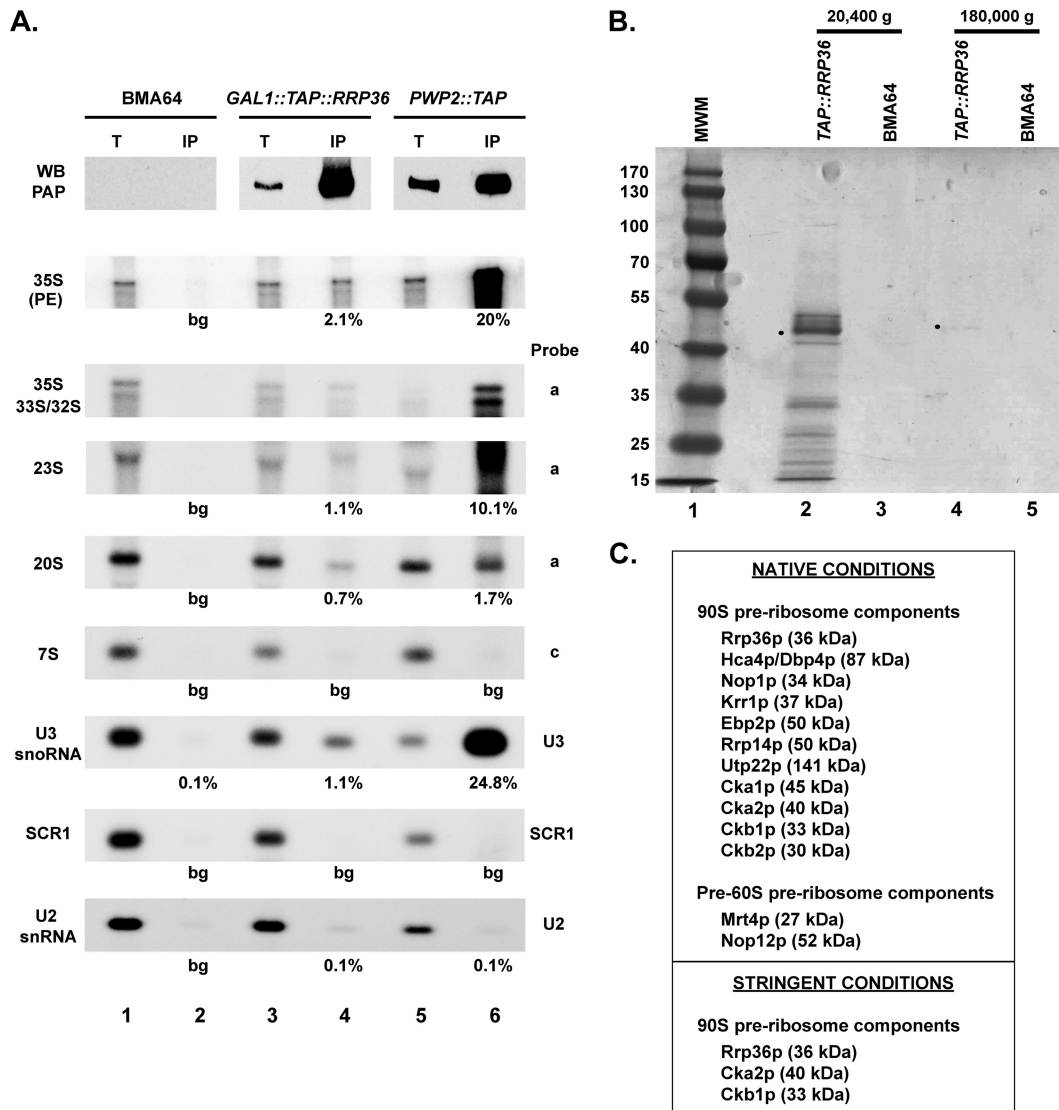 A.
BMA64 GAL1::TAP::RRP36 PWP2::TAP
T IP T IP T IP
WB
PAP
35S
(PE)
bg 2.1% 20%
Probe
35S
33S/32S
a
23S a
bg 1.1% 10.1%
20S a
bg 0.7% 1.7%
7S c
bg bg bg
U3
snoRNA
U3
0.1% 1.1% 24.8%
SCR1 SCR1
bg bg bg
U2
snRNA
U2
bg 0.1% 0.1%
1 2 3 4 5 6
B.
20,400 g 180,000 g
MWM TAP::RRP36 BMA64 TAP::RRP36 BMA64
170
130
100
70
55
40
35
25
15
1 2 3 4 5
C.
NATIVE CONDITIONS
90S pre-ribosome components
Rrp36p (36 kDa)
Hca4p/Dbp4p (87 kDa)
Nop1p (34 kDa)
Krr1p (37 kDa)
Ebp2p (50 kDa)
Rrp14p (50 kDa)
Utp22p (141 kDa)
Cka1p (45 kDa)
Cka2p (40 kDa)
Ckb1p (33 kDa)
Ckb2p (30 kDa)
Pre-60S pre-ribosome components
Mrt4p (27 kDa)
Nop12p (52 kDa)
STRINGENT CONDITIONS
90S pre-ribosome components
Rrp36p (36 kDa)
Cka2p (40 kDa)
Ckb1p (33 kDa)